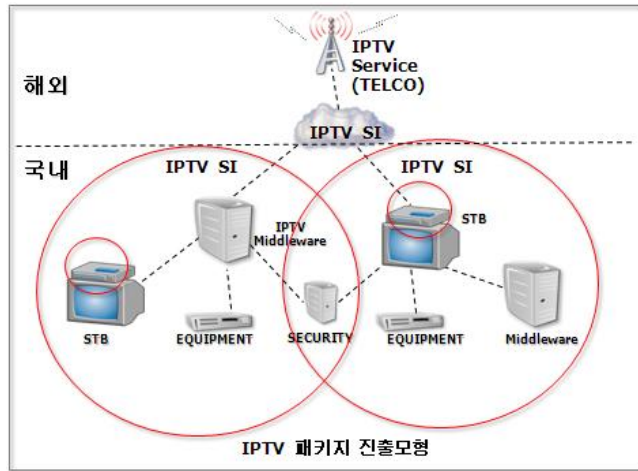 해외
IPTV
Service
(TELCO)
IPTV SI
국내
IPTV SI
IPTV SI
IPTV
Middleware
STB
STB
EQUIPMENT
SECURITY
EQUIPMENT
Middleware
IPTV 패키지 진출모형